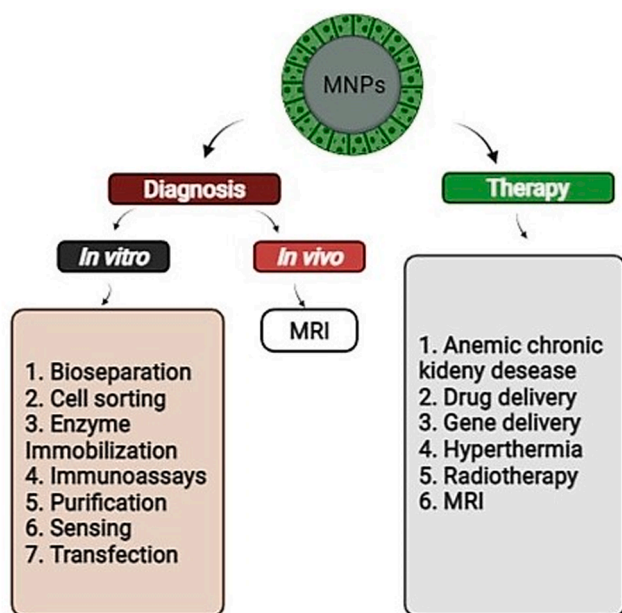 MNPs
Diagnosis
Therapy
In vitro
In vivo
MRI
1. Bioseparation
2. Cell sorting
3. Enzyme
Immobilization
4. Immunoassays
5. Purification
6. Sensing
7. Transfection
1. Anemic chronic
kideny desease
2. Drug delivery
3. Gene delivery
4. Hyperthermia
5. Radiotherapy
6. MRI